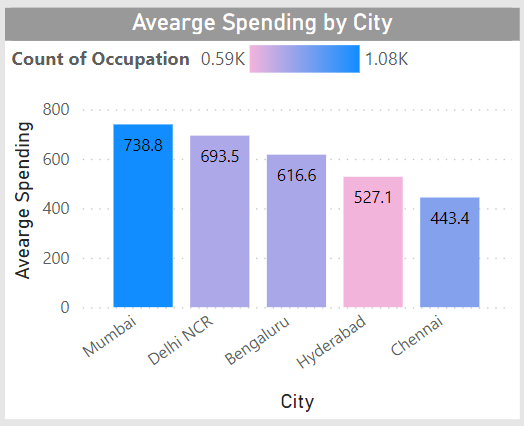 Avearge Spending by City
Count of Occupation 0.59K 1.08K
Avearge Spending
800
600
400
200
0
738.8
693.5
616.6
527.1
443.4
Mumbai
Delhi NCR
Bengaluru
Hyderabad
Chennai
City